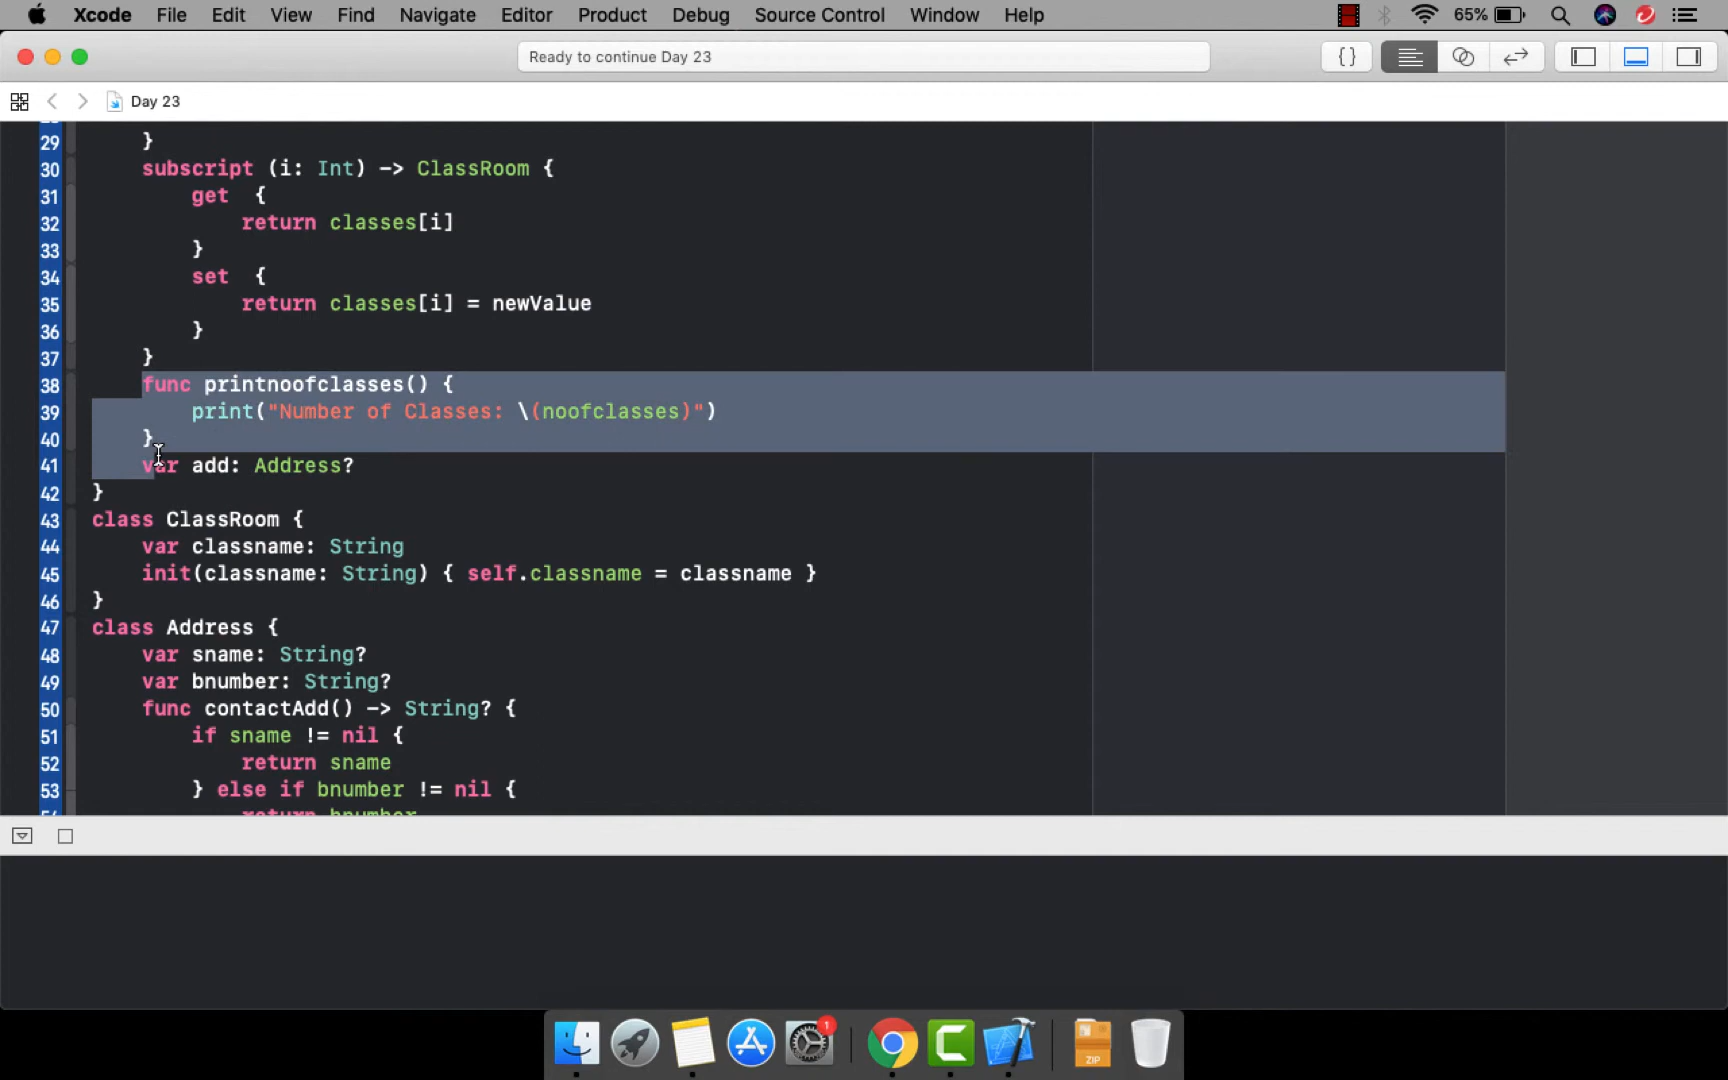 Xcode File Edit View Find Navigate Editor Product Debug Source Control Window Help 65%
Ready to continue Day 23
Day 23
29 }
30 subscript (i: Int) -> ClassRoom {
31 get {
32 return classes[i]
33 }
34 set {
35 return classes[i] = newValue
36 }
37 }
38 func printnoofclasses() {
39 print("Number of Classes: \(noofclasses)")
40 }
41 var add: Address?
42 }
43 class ClassRoom {
44 var classname: String
45 init(classname: String) { self.classname = classname }
46 }
47 class Address {
48 var sname: String?
49 var bnumber: String?
50 func contactAdd() -> String? {
51 if sname != nil {
52 return sname
53 } else if bnumber != nil {
return bnumber
1
ZIP